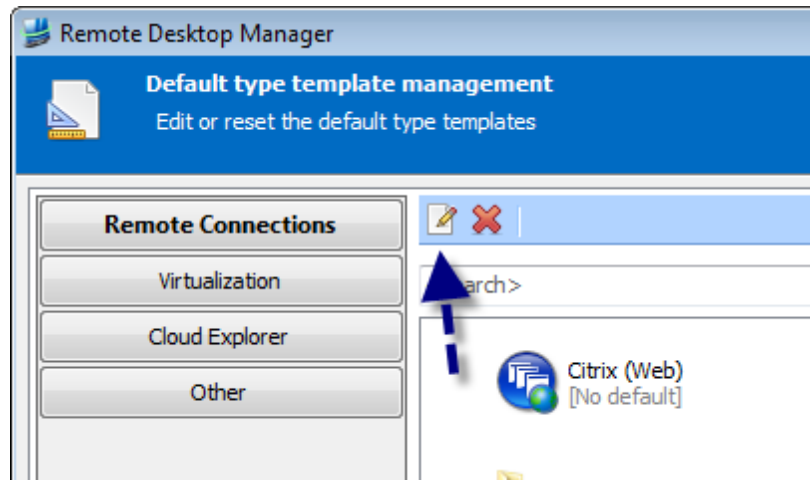 Remote Desktop Manager
Default type template management
Edit or reset the default type templates
Remote Connections
Virtualization
Cloud Explorer
Other
arch>
Citrix (Web)
[No default]